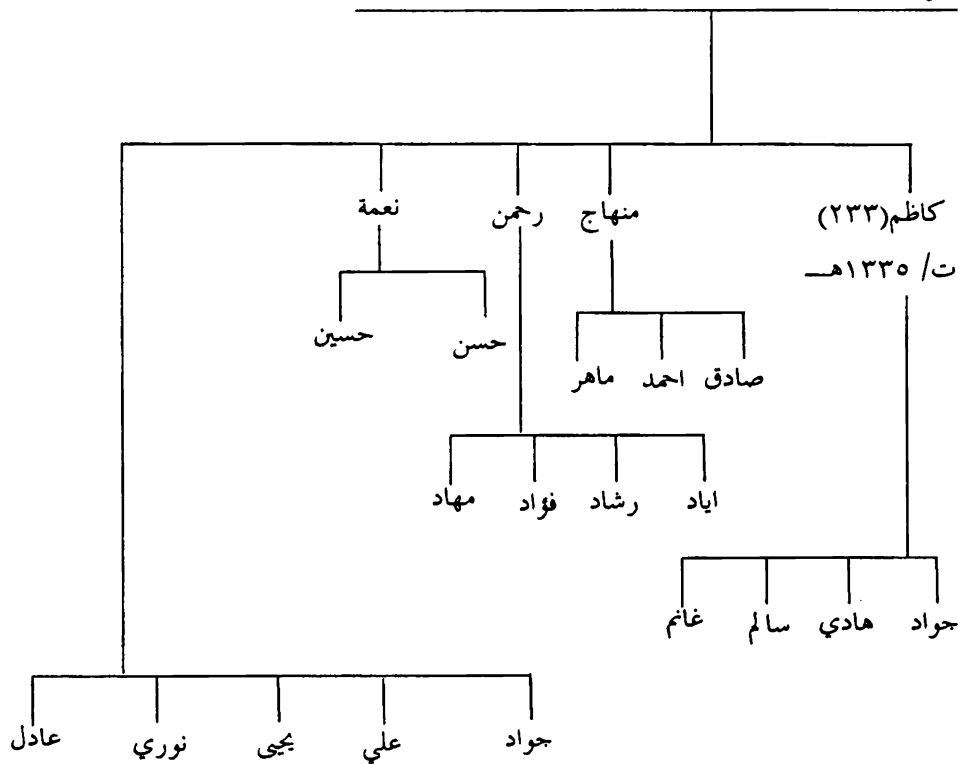 كاظم(٢٣٣) منهاج رحمن نعمة
ت/ ١٣٣٥هـ
صادق احمد ماهر
حسن حسين
اياد رشاد فؤاد مهاد
جواد هادي سالم غانم
جواد علي يحيى نوري عادل